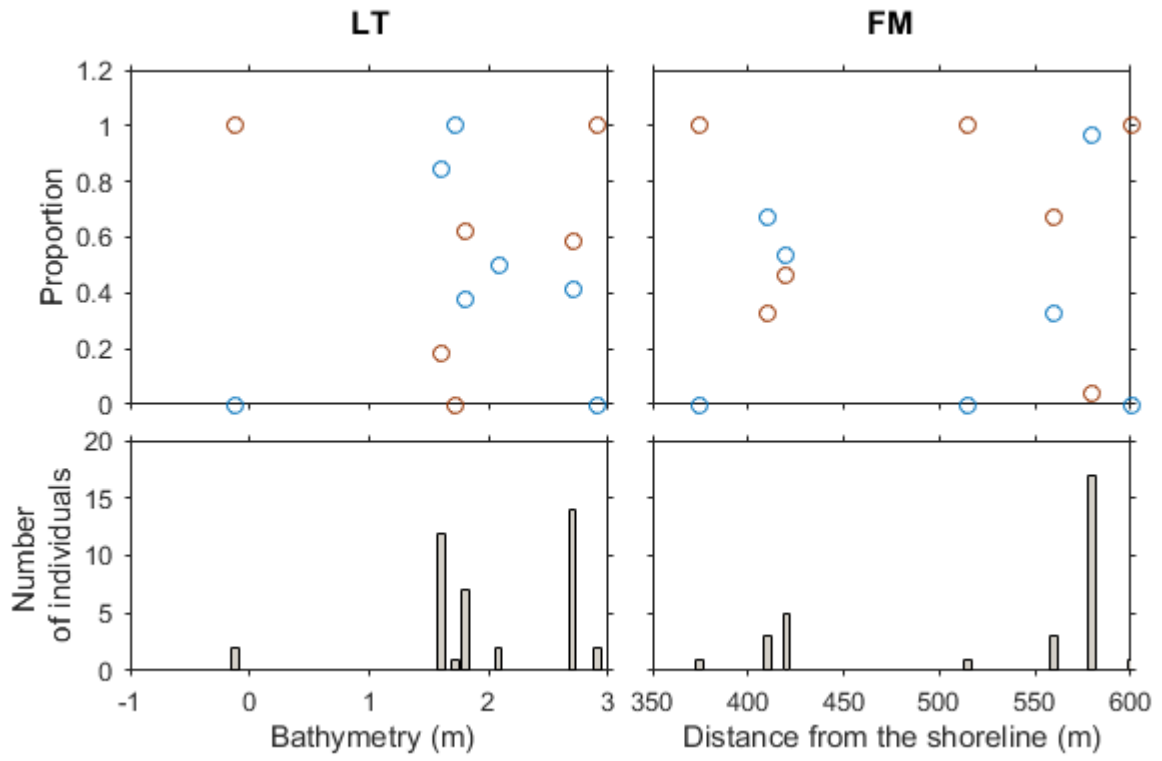 LT
FM
1.2
1
0.8
0.6
0.4
0.2
0
Proportion
20
15
10
5
0
Number
of individuals
-1 0 1 2 3
Bathymetry (m)
350 400 450 500 550 600
Distance from the shoreline (m)